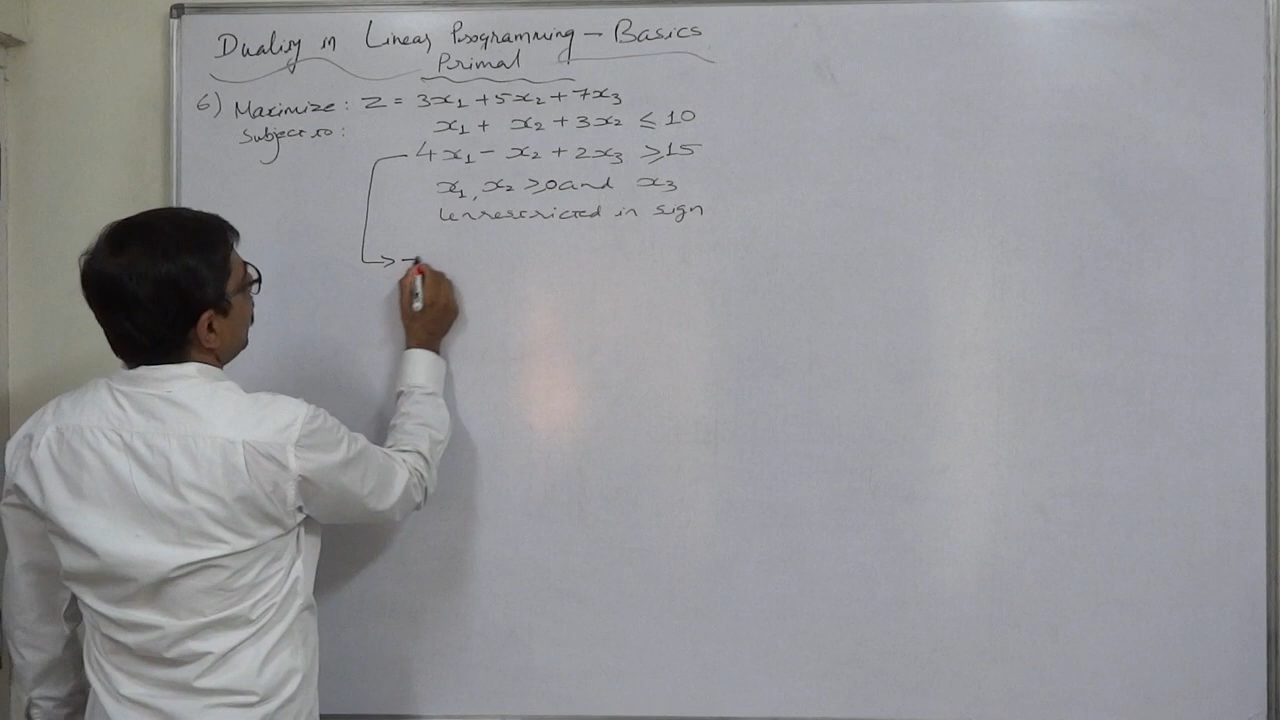 Duality in Linear Programming - Basics
Primal
6) Maximize: Z = 3x₁ + 5x₂ + 7x₃
Subject to: x₁ + x₂ + 3x₂ ≤ 10
4x₁ - x₂ + 2x₃ ≥ 15
x₁, x₂ ≥ 0 and x₃
Unrestricted in sign
→ -